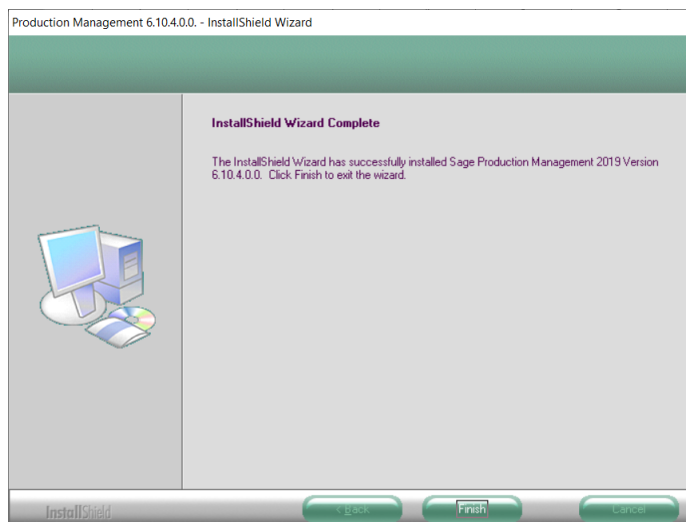 Production Management 6.10.4.0.0. - InstallShield Wizard
InstallShield Wizard Complete
The InstallShield Wizard has successfully installed Sage Production Management 2019 Version
6.10.4.0.0. Click Finish to exit the wizard.
InstallShield
< Back
Finish
Cancel